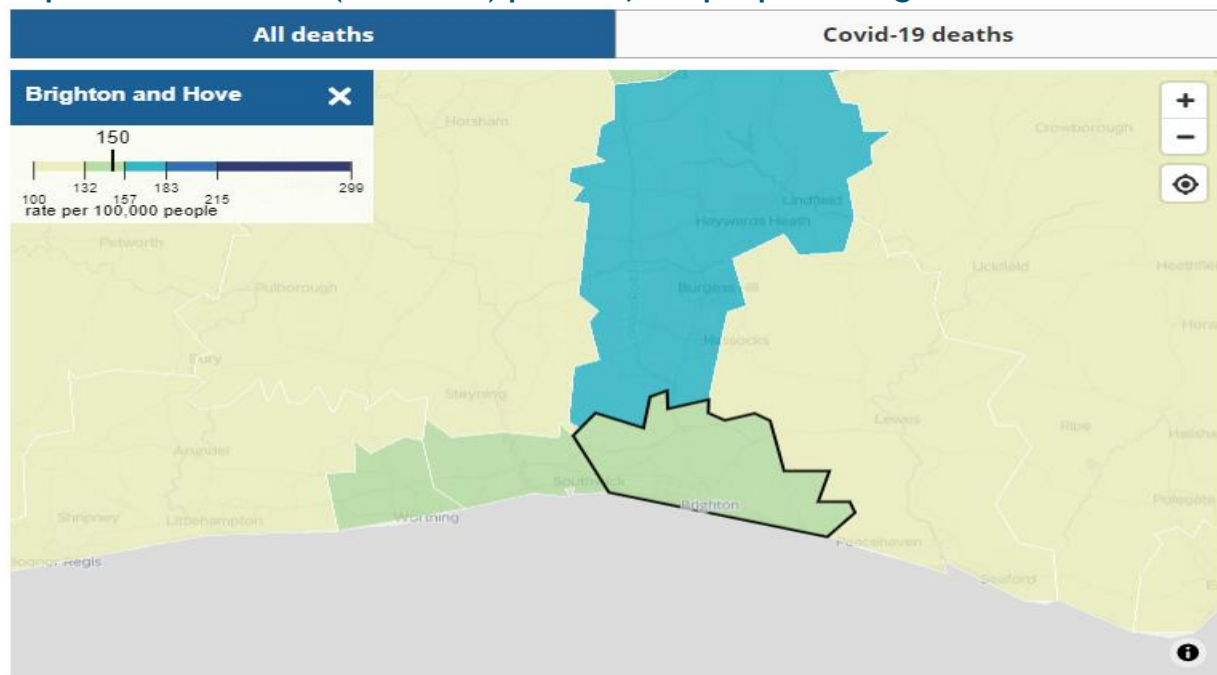 All deaths
Covid-19 deaths
Brighton and Hove
150
100 132 157 183 215 299
rate per 100,000 people
+
−
Horsham
Crowborough
Lindfield
Haywards Heath
Petworth
Uckfield
Pulborough
Burgess Hill
Hassocks
Bury
Steyning
Lewes
Ripe
Arundel
Southwick
Brighton
Polegate
Shripney
Littlehampton
Worthing
Peacehaven
Bognor Regis
Seaford